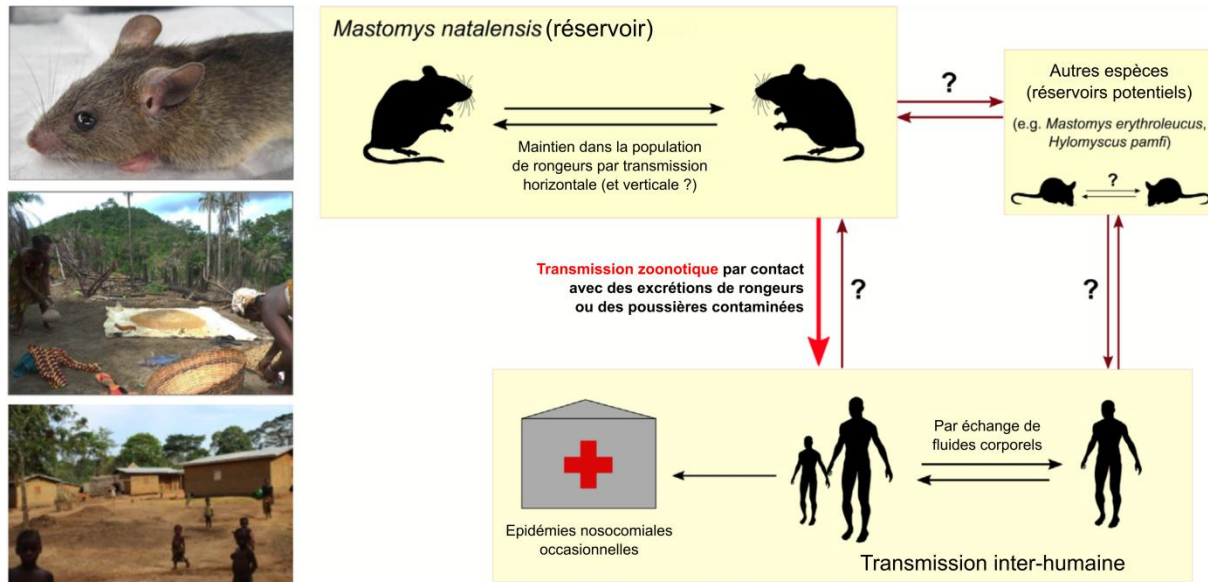 Mastomys natalensis (réservoir)
Maintien dans la population
de rongeurs par transmission
horizontale (et verticale ?)
?
Autres espèces
(réservoirs potentiels)
(e.g. Mastomys erythroleucus,
Hylomyscus pamfi)
?
Transmission zoonotique par contact
avec des excrétions de rongeurs
ou des poussières contaminées
?
?
Par échange de
fluides corporels
Epidémies nosocomiales
occasionnelles
Transmission inter-humaine